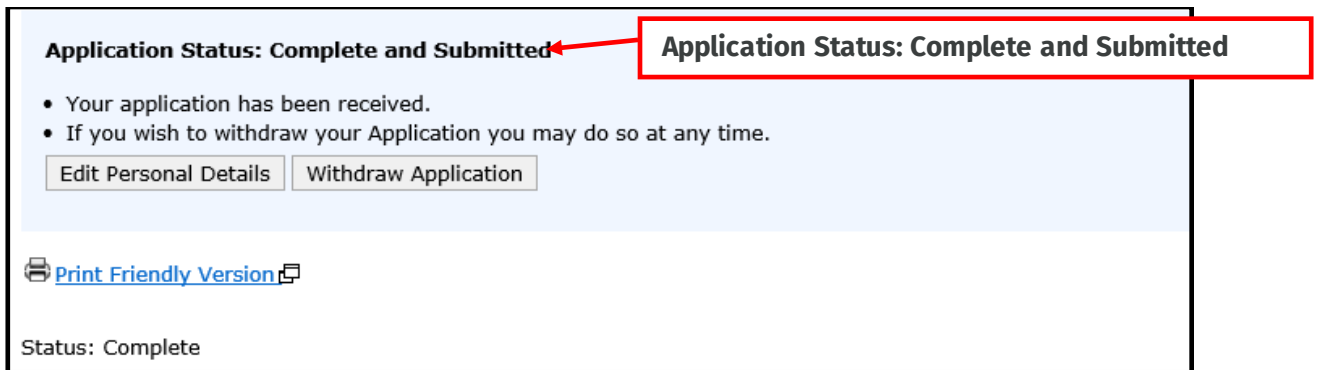 Application Status: Complete and Submitted
Application Status: Complete and Submitted
• Your application has been received.
• If you wish to withdraw your Application you may do so at any time.
Edit Personal Details
Withdraw Application
Print Friendly Version
Status: Complete